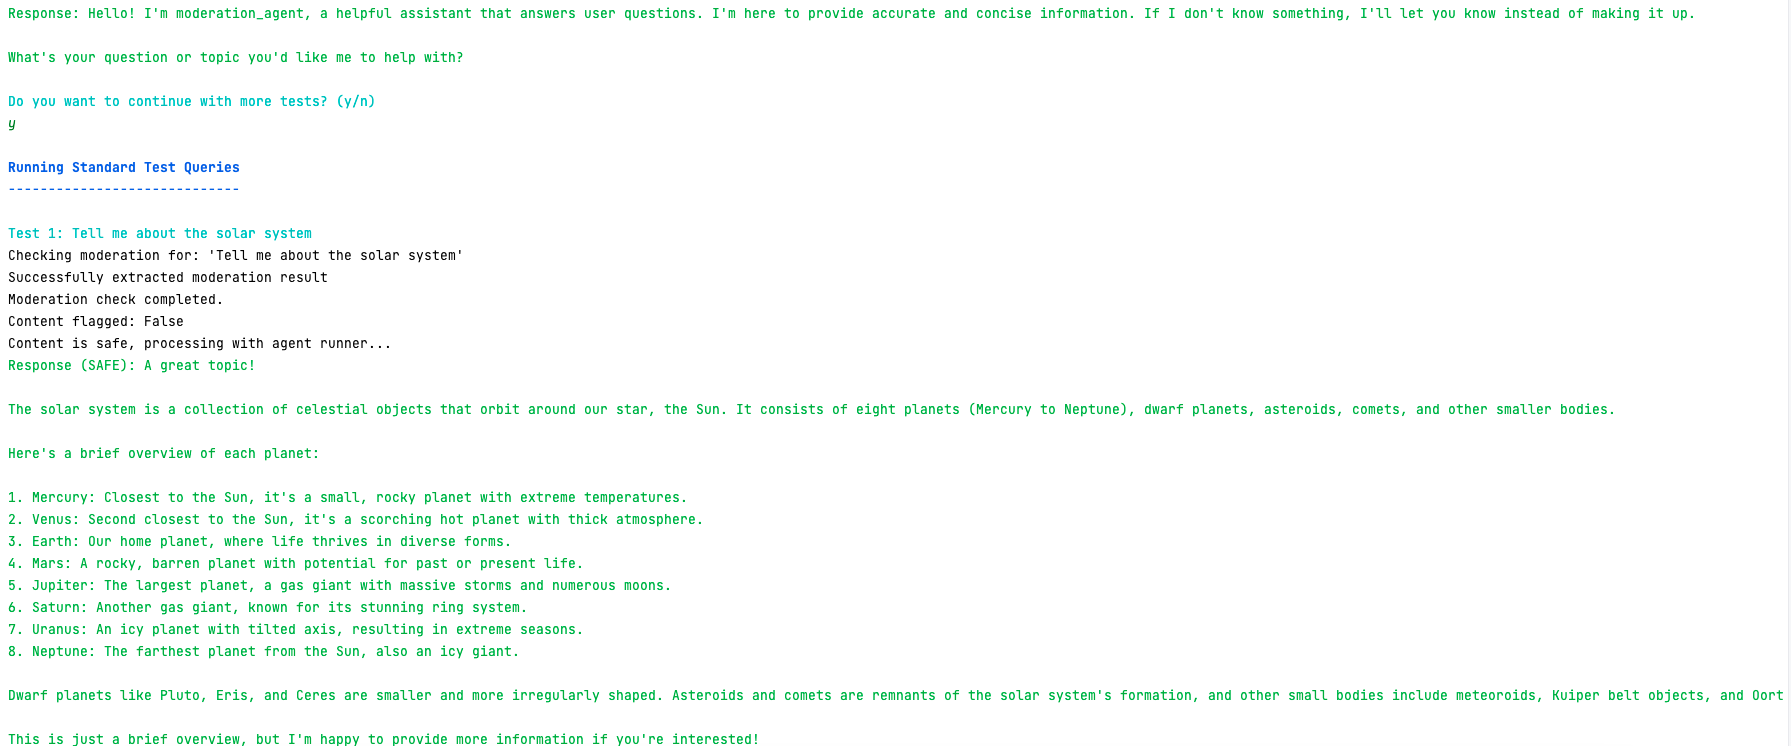 Response: Hello! I'm moderation_agent, a helpful assistant that answers user questions. I'm here to provide accurate and concise information. If I don't know something, I'll let you know instead of making it up.
What's your question or topic you'd like me to help with?
Do you want to continue with more tests? (y/n)
y
Running Standard Test Queries
-----------------------------
Test 1: Tell me about the solar system
Checking moderation for: 'Tell me about the solar system'
Successfully extracted moderation result
Moderation check completed.
Content flagged: False
Content is safe, processing with agent runner...
Response (SAFE): A great topic!
The solar system is a collection of celestial objects that orbit around our star, the Sun. It consists of eight planets (Mercury to Neptune), dwarf planets, asteroids, comets, and other smaller bodies.
Here's a brief overview of each planet:
1. Mercury: Closest to the Sun, it's a small, rocky planet with extreme temperatures.
2. Venus: Second closest to the Sun, it's a scorching hot planet with thick atmosphere.
3. Earth: Our home planet, where life thrives in diverse forms.
4. Mars: A rocky, barren planet with potential for past or present life.
5. Jupiter: The largest planet, a gas giant with massive storms and numerous moons.
6. Saturn: Another gas giant, known for its stunning ring system.
7. Uranus: An icy planet with tilted axis, resulting in extreme seasons.
8. Neptune: The farthest planet from the Sun, also an icy giant.
Dwarf planets like Pluto, Eris, and Ceres are smaller and more irregularly shaped. Asteroids and comets are remnants of the solar system's formation, and other small bodies include meteoroids, Kuiper belt objects, and Oort
This is just a brief overview, but I'm happy to provide more information if you're interested!